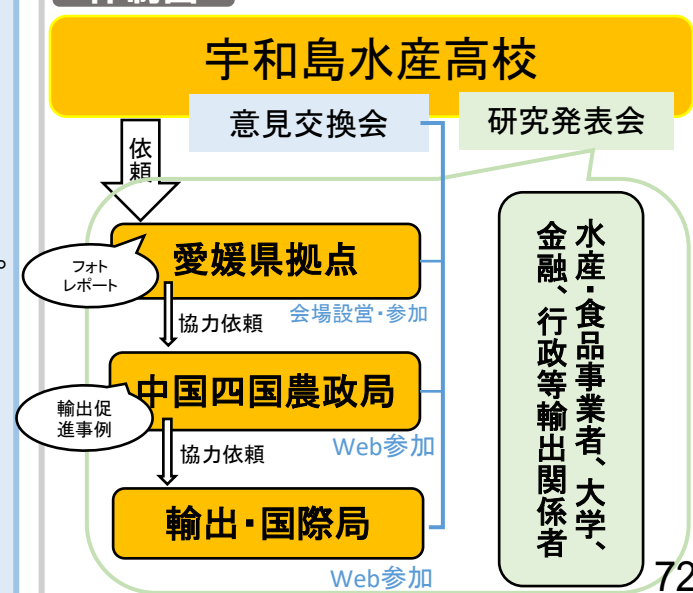 宇和島水産高校
意見交換会
研究発表会
依頼
愛媛県拠点
フォト
レポート
会場設営・参加
協力依頼
中国四国農政局
輸出促
進事例
Web参加
協力依頼
輸出・国際局
Web参加
水産・食品事業者、大学、
金融、行政等輸出関係者
。
72